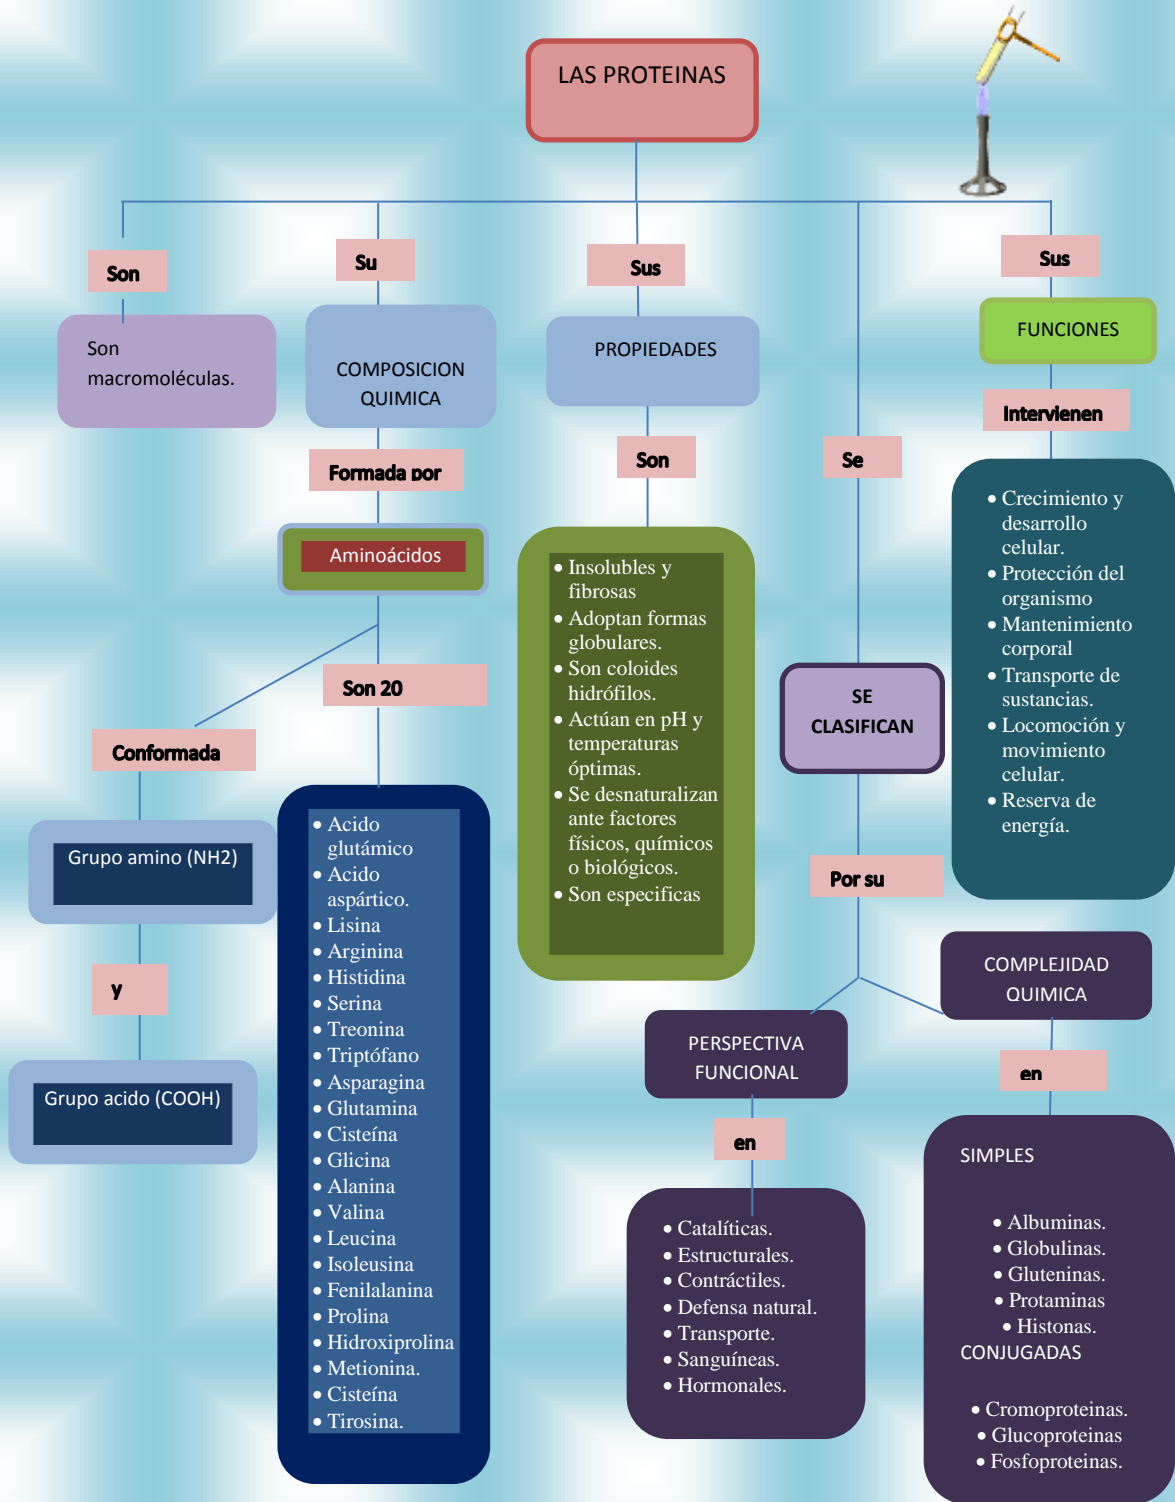 LAS PROTEINAS
Son
Son
macromoléculas.
Su
COMPOSICION
QUIMICA
Formada por
Aminoácidos
Conformada
Grupo amino (NH2)
y
Grupo acido (COOH)
Son 20
• Acido
glutámico
• Acido
aspártico.
• Lisina
• Arginina
• Histidina
• Serina
• Treonina
• Triptófano
• Asparagina
• Glutamina
• Cisteína
• Glicina
• Alanina
• Valina
• Leucina
• Isoleusina
• Fenilalanina
• Prolina
• Hidroxiprolina
• Metionina.
• Cisteína
• Tirosina.
Sus
PROPIEDADES
Son
• Insolubles y
fibrosas
• Adoptan formas
globulares.
• Son coloides
hidrófilos.
• Actúan en pH y
temperaturas
óptimas.
• Se desnaturalizan
ante factores
físicos, químicos
o biológicos.
• Son especificas
Se
SE
CLASIFICAN
Por su
PERSPECTIVA
FUNCIONAL
en
• Catalíticas.
• Estructurales.
• Contráctiles.
• Defensa natural.
• Transporte.
• Sanguíneas.
• Hormonales.
COMPLEJIDAD
QUIMICA
en
SIMPLES
• Albuminas.
• Globulinas.
• Gluteninas.
• Protaminas
• Histonas.
CONJUGADAS
• Cromoproteinas.
• Glucoproteinas
• Fosfoproteinas.
Sus
FUNCIONES
Intervienen
• Crecimiento y
desarrollo
celular.
• Protección del
organismo
• Mantenimiento
corporal
• Transporte de
sustancias.
• Locomoción y
movimiento
celular.
• Reserva de
energía.